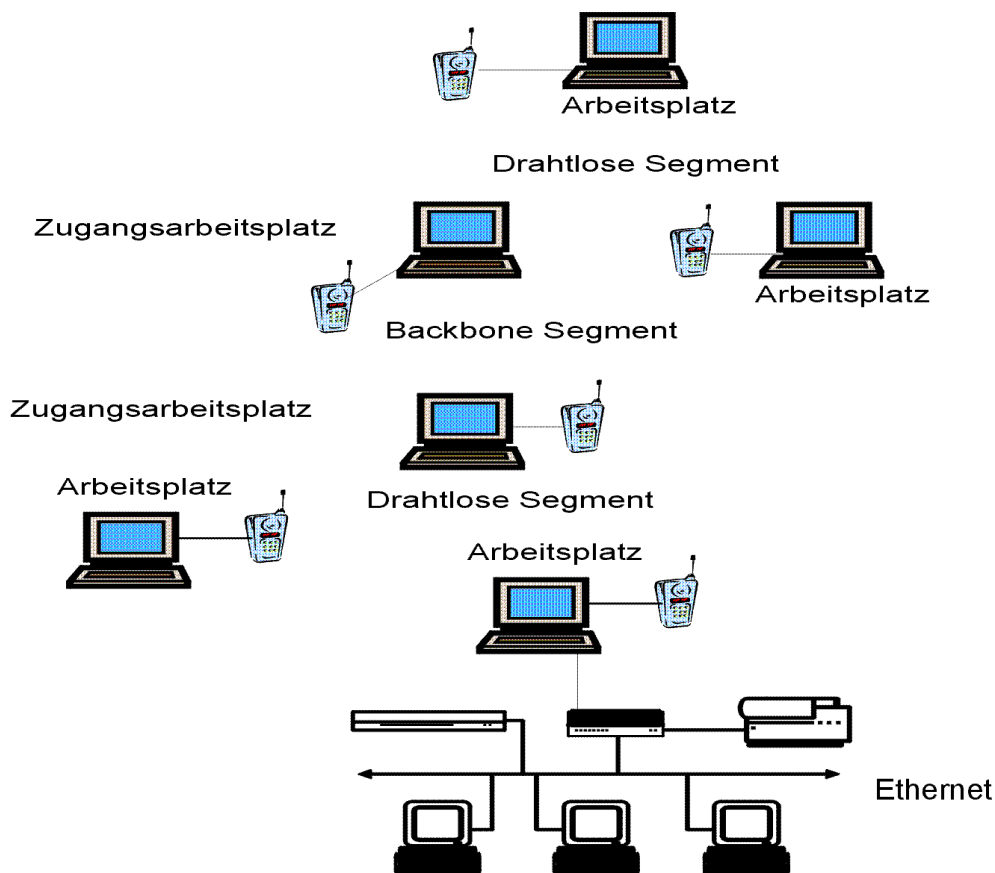 Arbeitsplatz
Drahtlose Segment
Zugangsarbeitsplatz
Arbeitsplatz
Backbone Segment
Zugangsarbeitsplatz
Arbeitsplatz
Drahtlose Segment
Arbeitsplatz
Ethernet